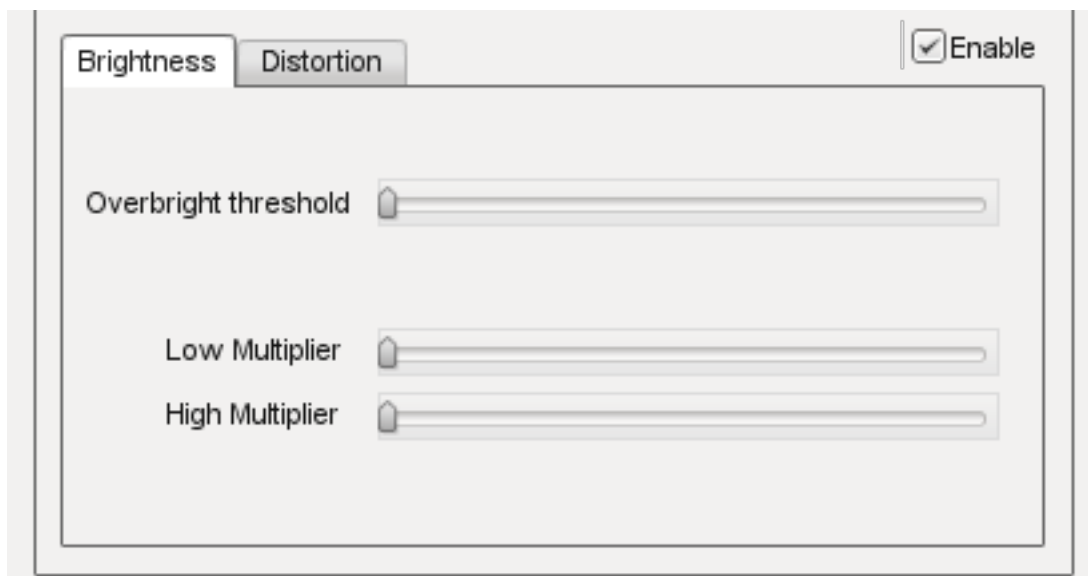 Brightness Distortion Enable
Overbright threshold
Low Multiplier
High Multiplier